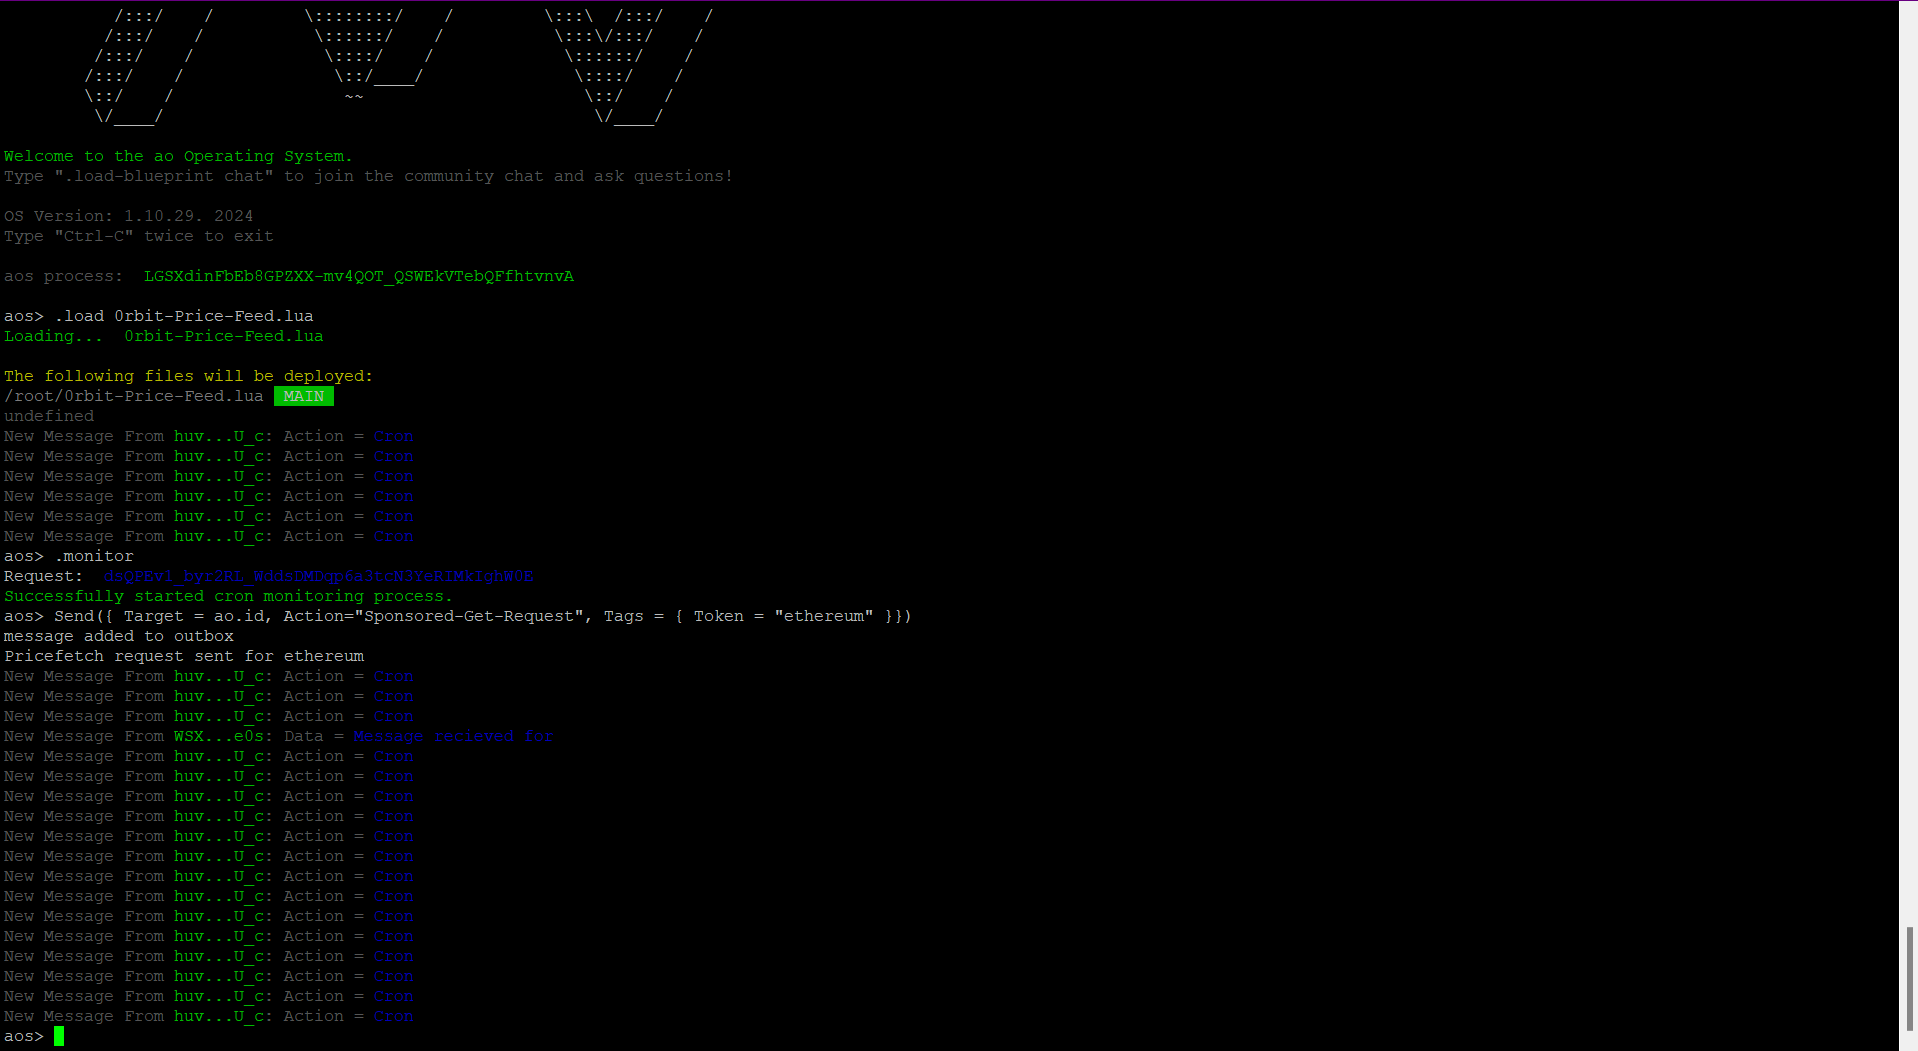 /:::/    /         \::::::::/    /         \:::\  /:::/    /
/:::/    /           \::::::/    /           \:::\/:::/    /
/:::/    /             \::::/    /             \::::::/    /
/:::/    /               \::/____/               \::::/    /
\::/    /                 ~~                      \::/    /
\/____/                                           \/____/
Welcome to the ao Operating System.
Type ".load-blueprint chat" to join the community chat and ask questions!
OS Version: 1.10.29. 2024
Type "Ctrl-C" twice to exit
aos process:  LGSXdinFbEb8GPZXX-mv4QOT_QSWEkVTebQFfhtvnvA
aos> .load 0rbit-Price-Feed.lua
Loading...  0rbit-Price-Feed.lua
The following files will be deployed:
/root/0rbit-Price-Feed.lua  MAIN
undefined
New Message From huv...U_c: Action = Cron
New Message From huv...U_c: Action = Cron
New Message From huv...U_c: Action = Cron
New Message From huv...U_c: Action = Cron
New Message From huv...U_c: Action = Cron
New Message From huv...U_c: Action = Cron
aos> .monitor
Request:
Successfully started cron monitoring process.
aos> Send({ Target = ao.id, Action="Sponsored-Get-Request", Tags = { Token = "ethereum" }})
message added to outbox
Pricefetch request sent for ethereum
New Message From huv...U_c: Action = Cron
New Message From huv...U_c: Action = Cron
New Message From huv...U_c: Action = Cron
New Message From WSX...e0s: Data = Message recieved for
New Message From huv...U_c: Action = Cron
New Message From huv...U_c: Action = Cron
New Message From huv...U_c: Action = Cron
New Message From huv...U_c: Action = Cron
New Message From huv...U_c: Action = Cron
New Message From huv...U_c: Action = Cron
New Message From huv...U_c: Action = Cron
New Message From huv...U_c: Action = Cron
New Message From huv...U_c: Action = Cron
New Message From huv...U_c: Action = Cron
New Message From huv...U_c: Action = Cron
New Message From huv...U_c: Action = Cron
New Message From huv...U_c: Action = Cron
New Message From huv...U_c: Action = Cron
aos>